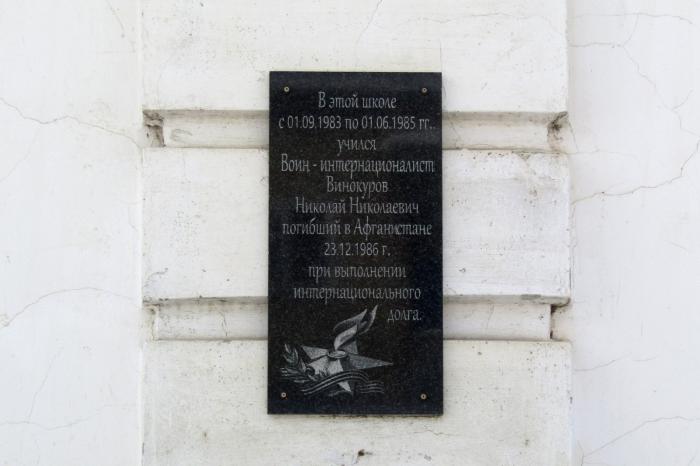 В этой школе
с 01.09.1983 по 01.06.1985 гг..
учился
Воин - интернационалист
Винокуров
Николай Николаевич
погибший в Афганистане
23.12.1986 г.
при выполнении
интернационального
долга.